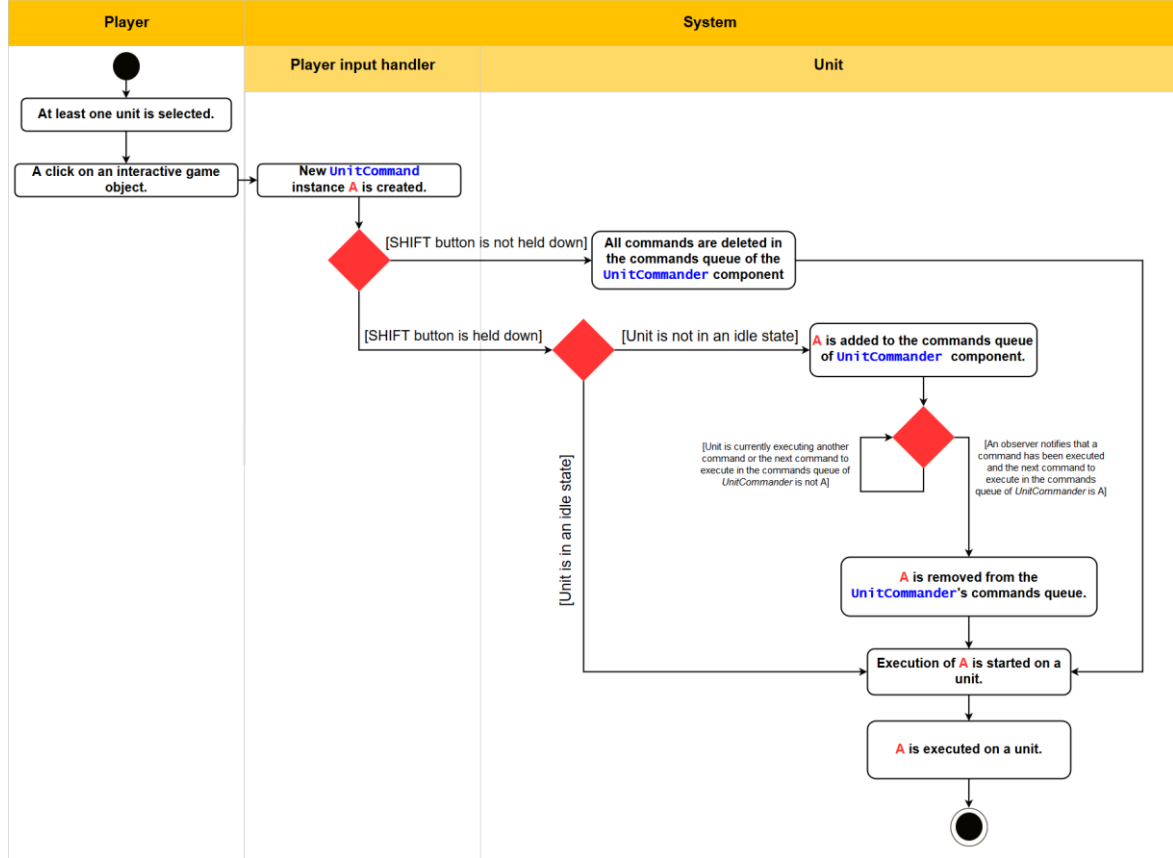 Player
System
Player input handler
Unit
At least one unit is selected.
A click on an interactive game
object.
New UnitCommand
instance A is created.
[SHIFT button is not held down]
All commands are deleted in
the commands queue of the
UnitCommander component
[SHIFT button is held down]
[Unit is not in an idle state]
A is added to the commands queue
of UnitCommander component.
[Unit is currently executing another
command or the next command to
execute in the commands queue of
UnitCommander is not A]
[An observer notifies that a
command has been executed
and the next command to
execute in the commands
queue of UnitCommander is A]
[Unit is in an idle state]
A is removed from the
UnitCommander's commands queue.
Execution of A is started on a
unit.
A is executed on a unit.